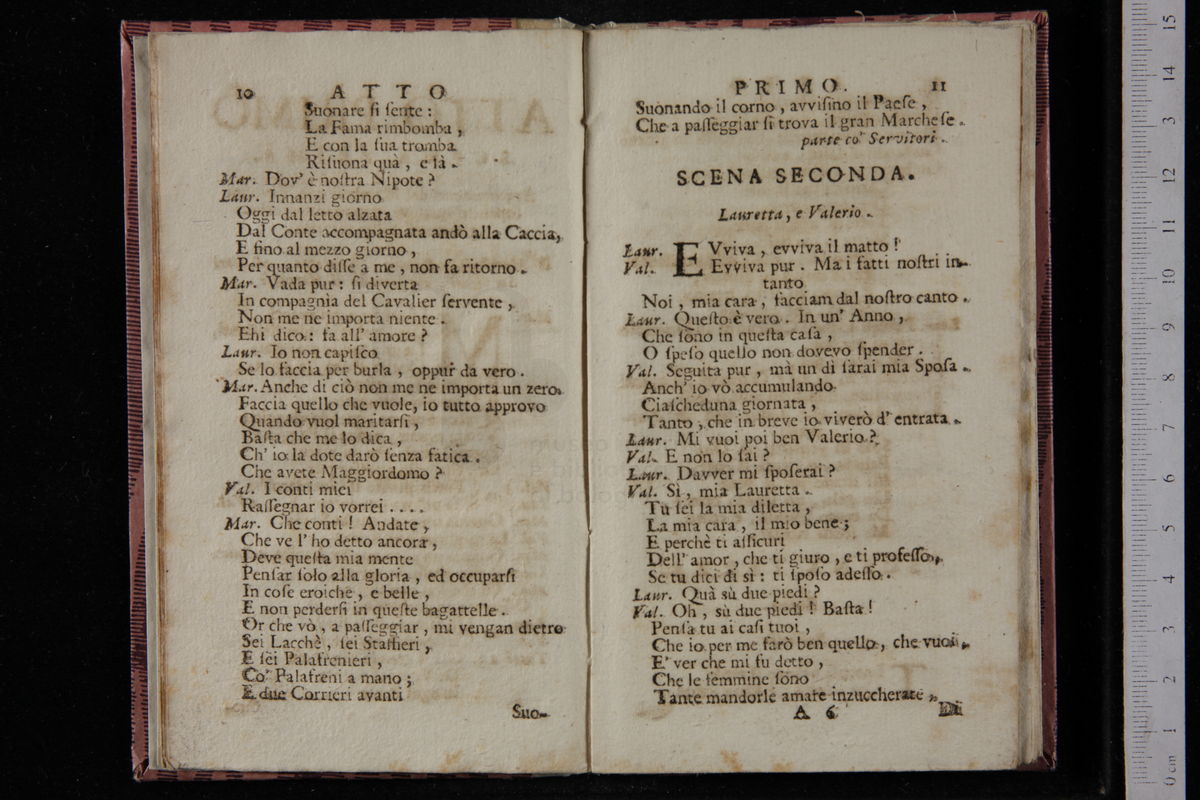 10 ATTO
Suonare ſi ſente :
La Fama rimbomba ,
E con la ſua tromba
Riſuona quà , e là .
Mar. Dov' è noſtra Nipote ?
Laur. Innanzi giorno
Oggi dal letto alzata
Dal Conte accompagnata andò alla Caccia,
E fino al mezzo giorno ,
Per quanto diſſe a me , non fa ritorno .
Mar. Vada pur : ſi diverta
In compagnia del Cavalier ſervente ,
Non me ne importa niente .
Ehi dico : fa all' amore ?
Laur. Io non capiſco
Se lo faccia per burla , oppur da vero .
Mar. Anche di ciò non me ne importa un zero.
Faccia quello che vuole, io tutto approvo
Quando vuol maritarſi ,
Baſta che me lo dica ,
Ch' io la dote darò ſenza fatica .
Che avete Maggiordomo ?
Val. I conti miei
Raſſegnar io vorrei . . . .
Mar. Che conti ! Andate ,
Che ve l' ho detto ancora ,
Deve queſta mia mente
Penſar ſolo alla gloria , ed occuparſi
In coſe eroiche , e belle ,
E non perderſi in queſte bagattelle .
Or che vò , a paſſeggiar , mi vengan dietro
Sei Lacchè , ſei Staffieri ,
E ſei Palafrenieri ,
Co' Palafreni a mano ;
E due Corrieri avanti
Suo-
PRIMO. 11
Suonando il corno , avviſino il Paeſe ,
Che a paſſeggiar ſi trova il gran Marcheſe .
parte co' Servitori .
SCENA SECONDA.
Lauretta, e Valerio .
Laur. EVviva , evviva il matto !
Val. Evviva pur . Ma i fatti noſtri in-
tanto
Noi , mia cara , facciam dal noſtro canto .
Laur. Queſto è vero . In un' Anno ,
Che ſono in queſta caſa ,
O ſpeſo quello non dovevo ſpender .
Val. Seguita pur , mà un dì ſarai mia Spoſa .
Anch' io vò accumulando
Ciaſcheduna giornata ,
Tanto , che in breve io viverò d' entrata .
Laur. Mi vuoi poi ben Valerio ?
Val. E non lo ſai ?
Laur. Davver mi ſpoſerai ?
Val. Sì , mia Lauretta .
Tu ſei la mia diletta ,
La mia cara , il mio bene ;
E perchè ti aſſicuri
Dell' amor , che ti giuro , e ti profeſſo ,
Se tu dici di sì : ti ſpoſo adeſſo .
Laur. Quà sù due piedi ?
Val. Oh , sù due piedi ! Baſta !
Penſa tu ai caſi tuoi ,
Che io per me farò ben quello , che vuoi .
E' ver che mi fu detto ,
Che le femmine ſono
Tante mandorle amare inzuccherate ,
A 6 Di
0 cm 1 2 3 4 5 6 7 8 9 10 11 12 13 14 15